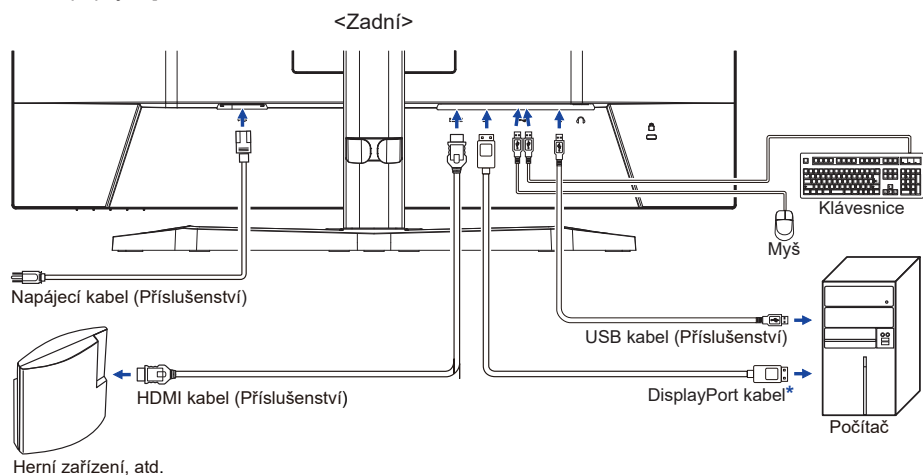 <Zadní>
Klávesnice
Myš
Napájecí kabel (Příslušenství)
USB kabel (Příslušenství)
HDMI kabel (Příslušenství)
DisplayPort kabel*
Počítač
Herní zařízení, atd.